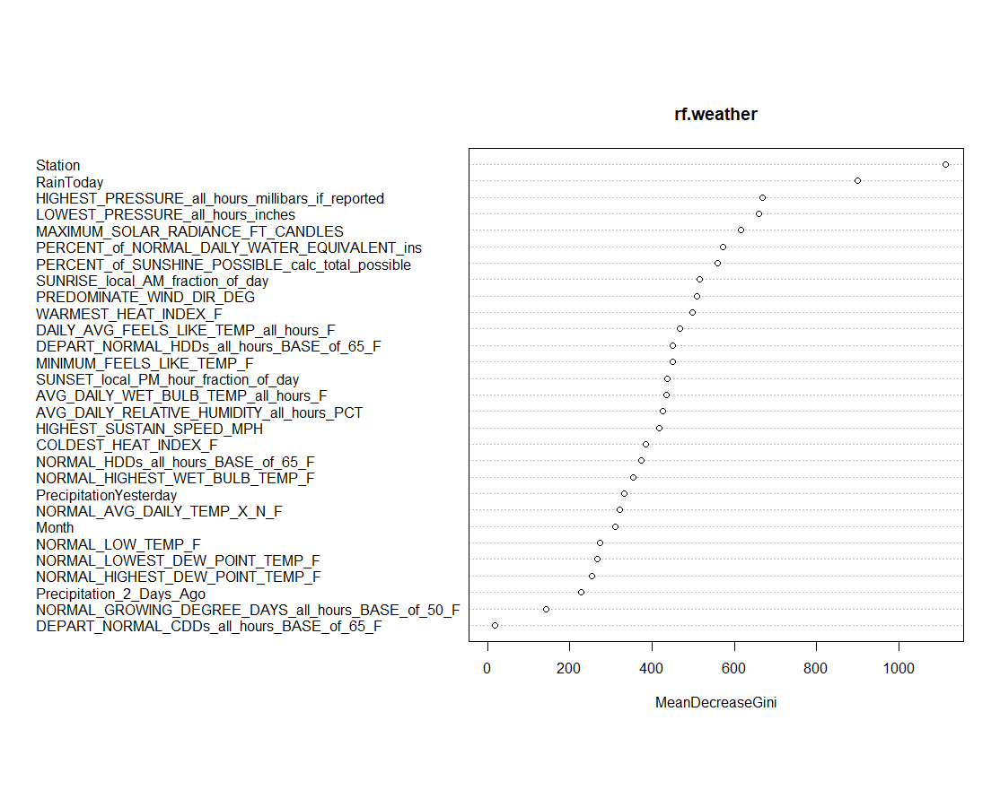 rf.weather
Station
RainToday
HIGHEST_PRESSURE_all_hours_millibars_if_reported
LOWEST_PRESSURE_all_hours_inches
MAXIMUM_SOLAR_RADIANCE_FT_CANDLES
PERCENT_of_NORMAL_DAILY_WATER_EQUIVALENT_ins
PERCENT_of_SUNSHINE_POSSIBLE_calc_total_possible
SUNRISE_local_AM_fraction_of_day
PREDOMINATE_WIND_DIR_DEG
WARMEST_HEAT_INDEX_F
DAILY_AVG_FEELS_LIKE_TEMP_all_hours_F
DEPART_NORMAL_HDDs_all_hours_BASE_of_65_F
MINIMUM_FEELS_LIKE_TEMP_F
SUNSET_local_PM_hour_fraction_of_day
AVG_DAILY_WET_BULB_TEMP_all_hours_F
AVG_DAILY_RELATIVE_HUMIDITY_all_hours_PCT
HIGHEST_SUSTAIN_SPEED_MPH
COLDEST_HEAT_INDEX_F
NORMAL_HDDs_all_hours_BASE_of_65_F
NORMAL_HIGHEST_WET_BULB_TEMP_F
PrecipitationYesterday
NORMAL_AVG_DAILY_TEMP_X_N_F
Month
NORMAL_LOW_TEMP_F
NORMAL_LOWEST_DEW_POINT_TEMP_F
NORMAL_HIGHEST_DEW_POINT_TEMP_F
Precipitation_2_Days_Ago
NORMAL_GROWING_DEGREE_DAYS_all_hours_BASE_of_50_F
DEPART_NORMAL_CDDs_all_hours_BASE_of_65_F
0 200 400 600 800 1000
MeanDecreaseGini